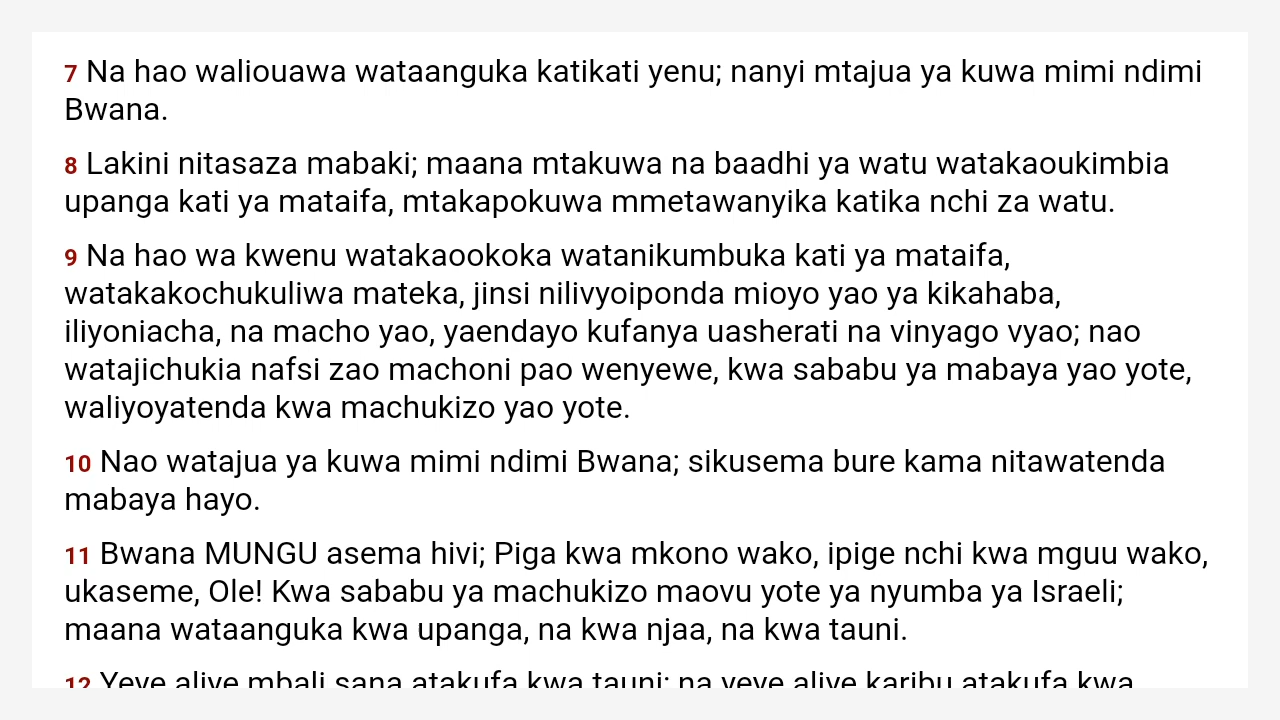 7 Na hao waliouawa wataanguka katikati yenu; nanyi mtajua ya kuwa mimi ndimi
Bwana.
8 Lakini nitasaza mabaki; maana mtakuwa na baadhi ya watu watakaoukimbia
upanga kati ya mataifa, mtakapokuwa mmetawanyika katika nchi za watu.
9 Na hao wa kwenu watakaookoka watanikumbuka kati ya mataifa,
watakakochukuliwa mateka, jinsi nilivyoiponda mioyo yao ya kikahaba,
iliyoniacha, na macho yao, yaendayo kufanya uasherati na vinyago vyao; nao
watajichukia nafsi zao machoni pao wenyewe, kwa sababu ya mabaya yao yote,
waliyoyatenda kwa machukizo yao yote.
10 Nao watajua ya kuwa mimi ndimi Bwana; sikusema bure kama nitawatenda
mabaya hayo.
11 Bwana MUNGU asema hivi; Piga kwa mkono wako, ipige nchi kwa mguu wako,
ukaseme, Ole! Kwa sababu ya machukizo maovu yote ya nyumba ya Israeli;
maana wataanguka kwa upanga, na kwa njaa, na kwa tauni.
12 Yeye aliye mbali sana atakufa kwa tauni; na yeye aliye karibu atakufa kwa